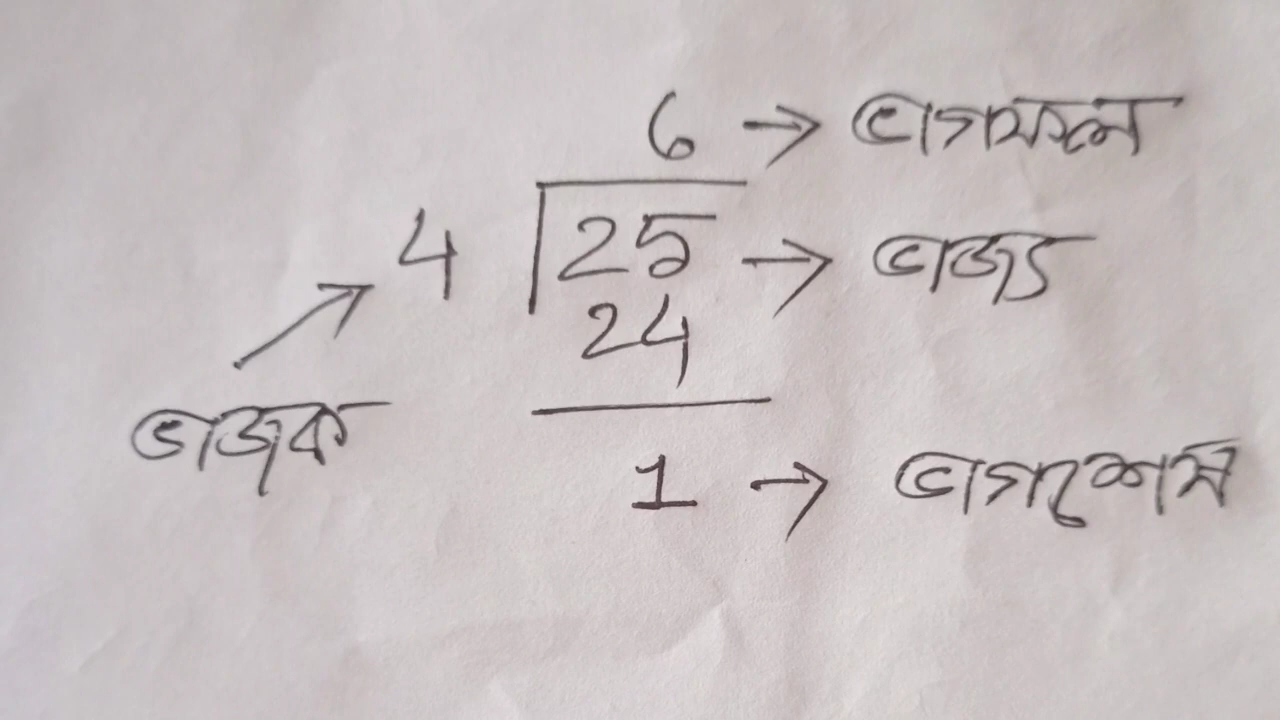 6 → ভাগফল
4 25 → ভাজ্য
24
ভাজক
1 → ভাগশেষ